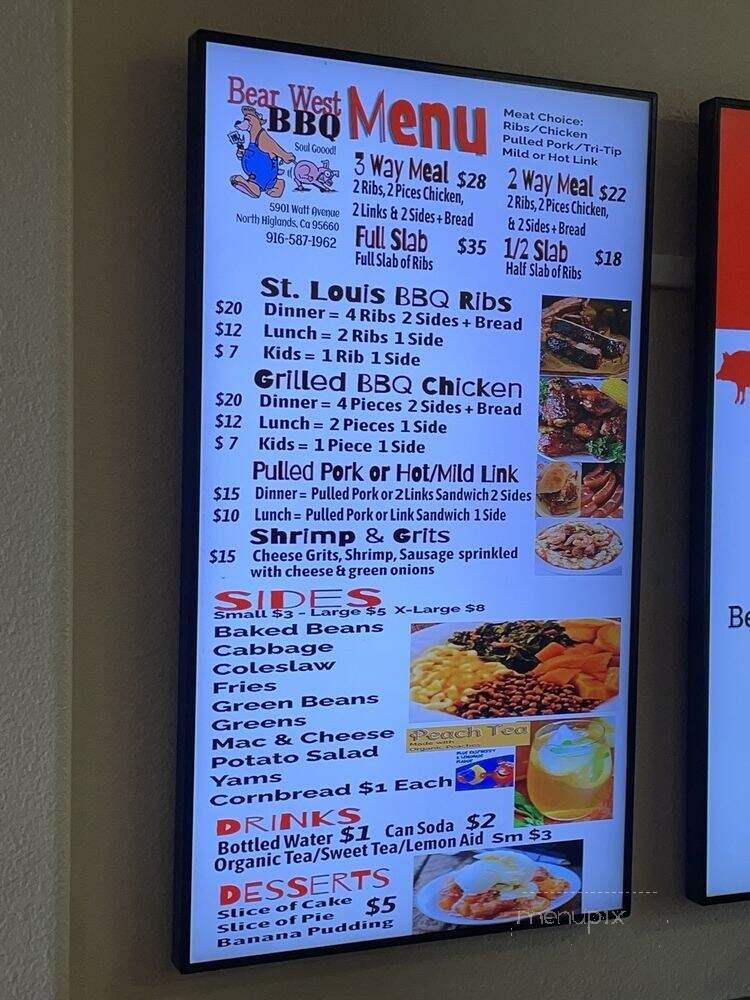 Bear West
BBQ
Soul Goood!
5901 Watt Avenue
North Higlands, Ca 95660
916-587-1962
Menu
Meat Choice:
Ribs/Chicken
Pulled Pork/Tri-Tip
Mild or Hot Link
3 Way Meal $28
2 Ribs, 2 Pices Chicken,
2 Links & 2 Sides + Bread
2 Way Meal $22
2 Ribs, 2 Pices Chicken,
& 2 Sides + Bread
Full Slab $35
Full Slab of Ribs
1/2 Slab $18
Half Slab of Ribs
St. Louis BBQ Ribs
$20 Dinner = 4 Ribs 2 Sides + Bread
$12 Lunch = 2 Ribs 1 Side
$7 Kids = 1 Rib 1 Side
Grilled BBQ Chicken
$20 Dinner = 4 Pieces 2 Sides + Bread
$12 Lunch = 2 Pieces 1 Side
$7 Kids = 1 Piece 1 Side
Pulled Pork or Hot/Mild Link
$15 Dinner = Pulled Pork or 2 Links Sandwich 2 Sides
$10 Lunch = Pulled Pork or Link Sandwich 1 Side
Shrimp & Grits
$15 Cheese Grits, Shrimp, Sausage sprinkled
with cheese & green onions
SIDES
Small $3 - Large $5 X-Large $8
Baked Beans
Cabbage
Coleslaw
Fries
Green Beans
Greens
Mac & Cheese
Potato Salad
Yams
Cornbread $1 Each
Peach Tea
Made with
Organic Peaches
DRINKS
Bottled Water $1 Can Soda $2
Organic Tea/Sweet Tea/Lemon Aid Sm $3
DESSERTS
Slice of Cake $5
Slice of Pie
Banana Pudding
Be
menupix